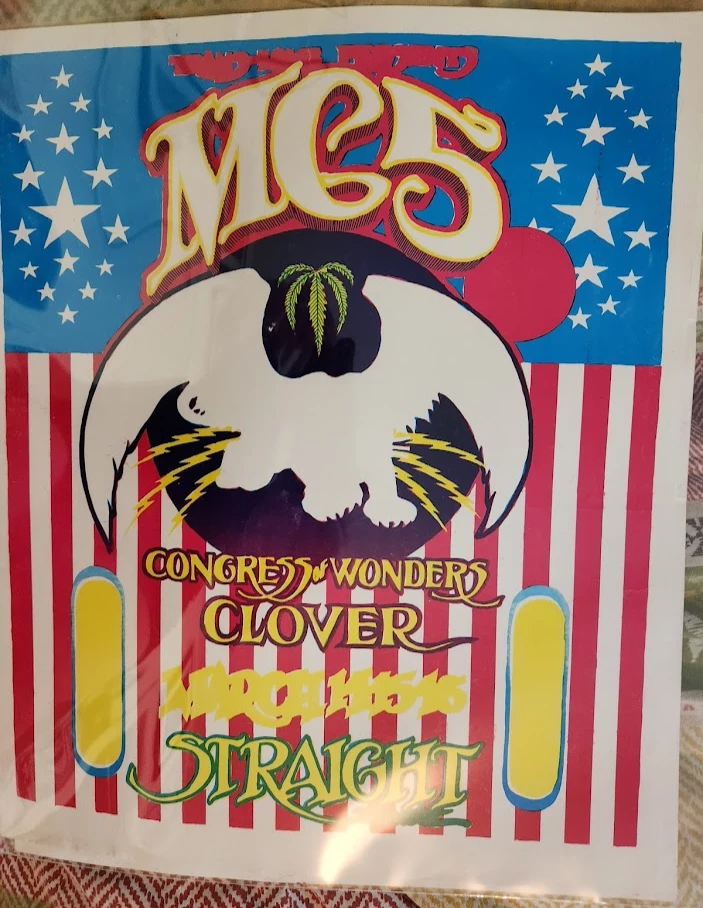 MC5
CONGRESS of WONDERS
CLOVER
MARCH 14 15 16
STRAIGHT